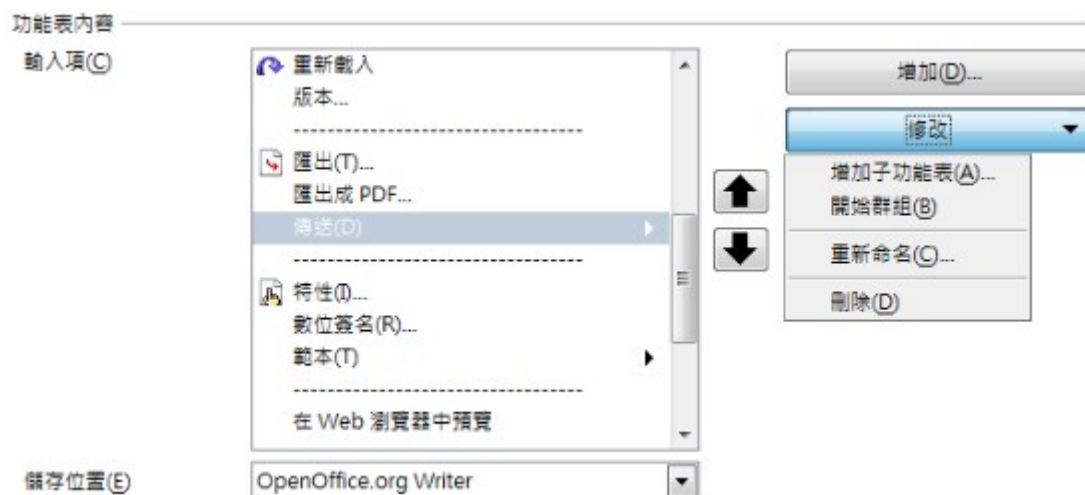 功能表內容
輸入項(C)
重新載入
版本...
---------------------------------
匯出(T)...
匯出成 PDF...
傳送(D)
---------------------------------
特性(I)...
數位簽名(R)...
範本(T)
---------------------------------
在 Web 瀏覽器中預覽
增加(D)...
修改
增加子功能表(A)...
開始群組(B)
重新命名(C)...
刪除(D)
儲存位置(E)
OpenOffice.org Writer